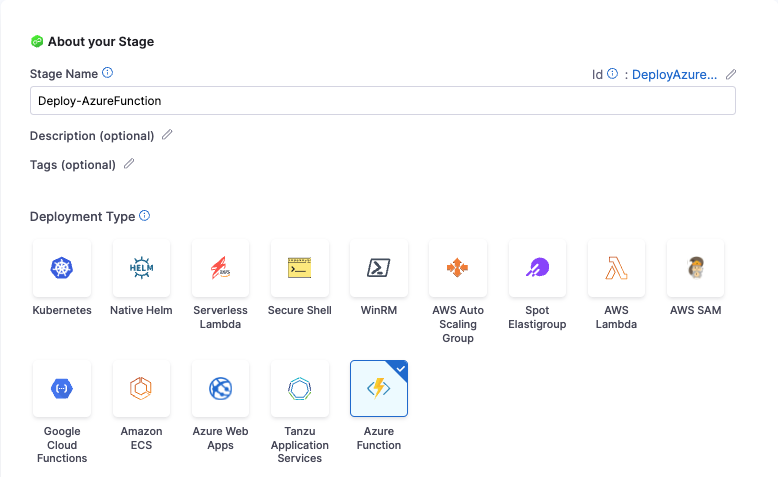 About your Stage
Stage Name
Id : DeployAzure...
Deploy-AzureFunction
Description (optional)
Tags (optional)
Deployment Type
HELM
Kubernetes Native Helm Serverless Secure Shell WinRM AWS Auto Spot AWS AWS SAM
Lambda Scaling Elastigroup Lambda
Group
Google Amazon Azure Web Tanzu Azure
Cloud ECS Apps Application Function
Functions Services